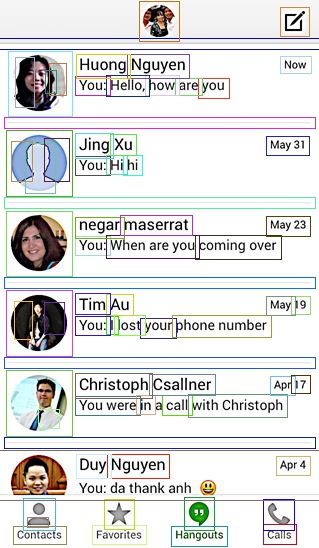 Huong Nguyen
Now
You: Hello, how are you
Jing Xu
May 31
You: Hi hi
negar maserrat
May 23
You: When are you coming over
Tim Au
May 19
You: I lost your phone number
Christoph Csallner
Apr 17
You were in a call with Christoph
Duy Nguyen
Apr 4
You: da thank anh 😀
Contacts
Favorites
Hangouts
Calls